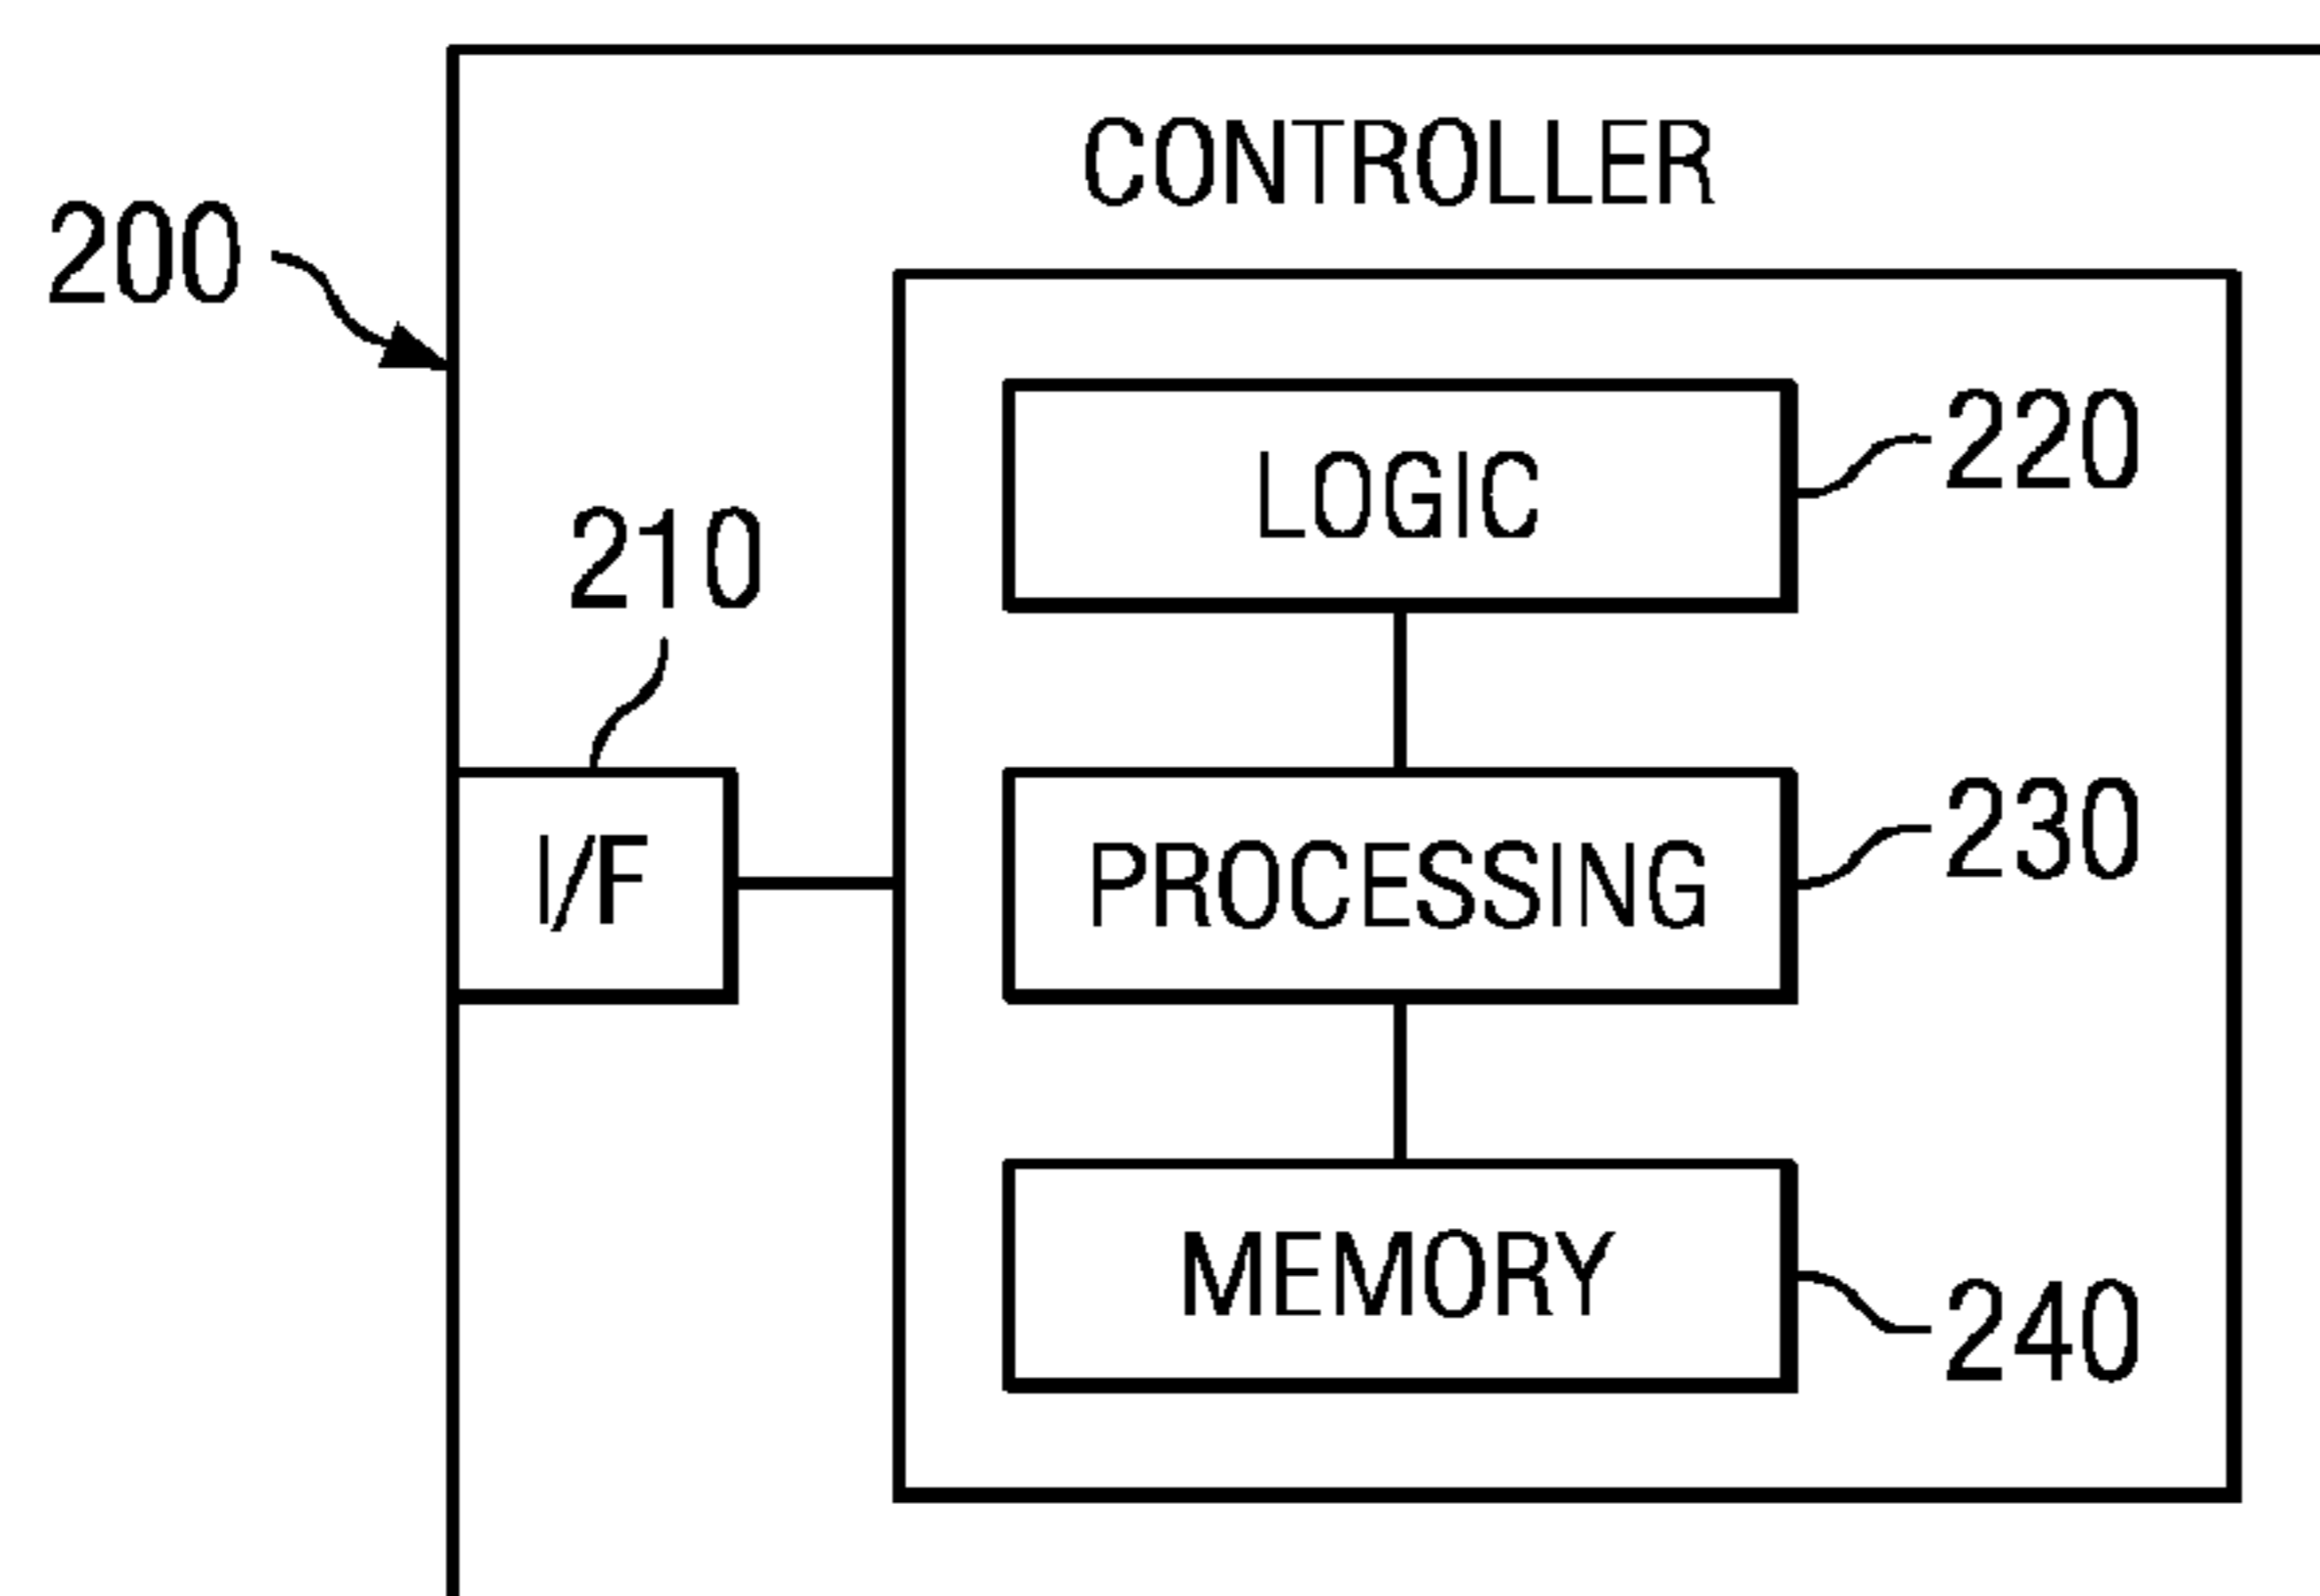 CONTROLLER
200
LOGIC
220
210
I/F
PROCESSING
230
MEMORY
240